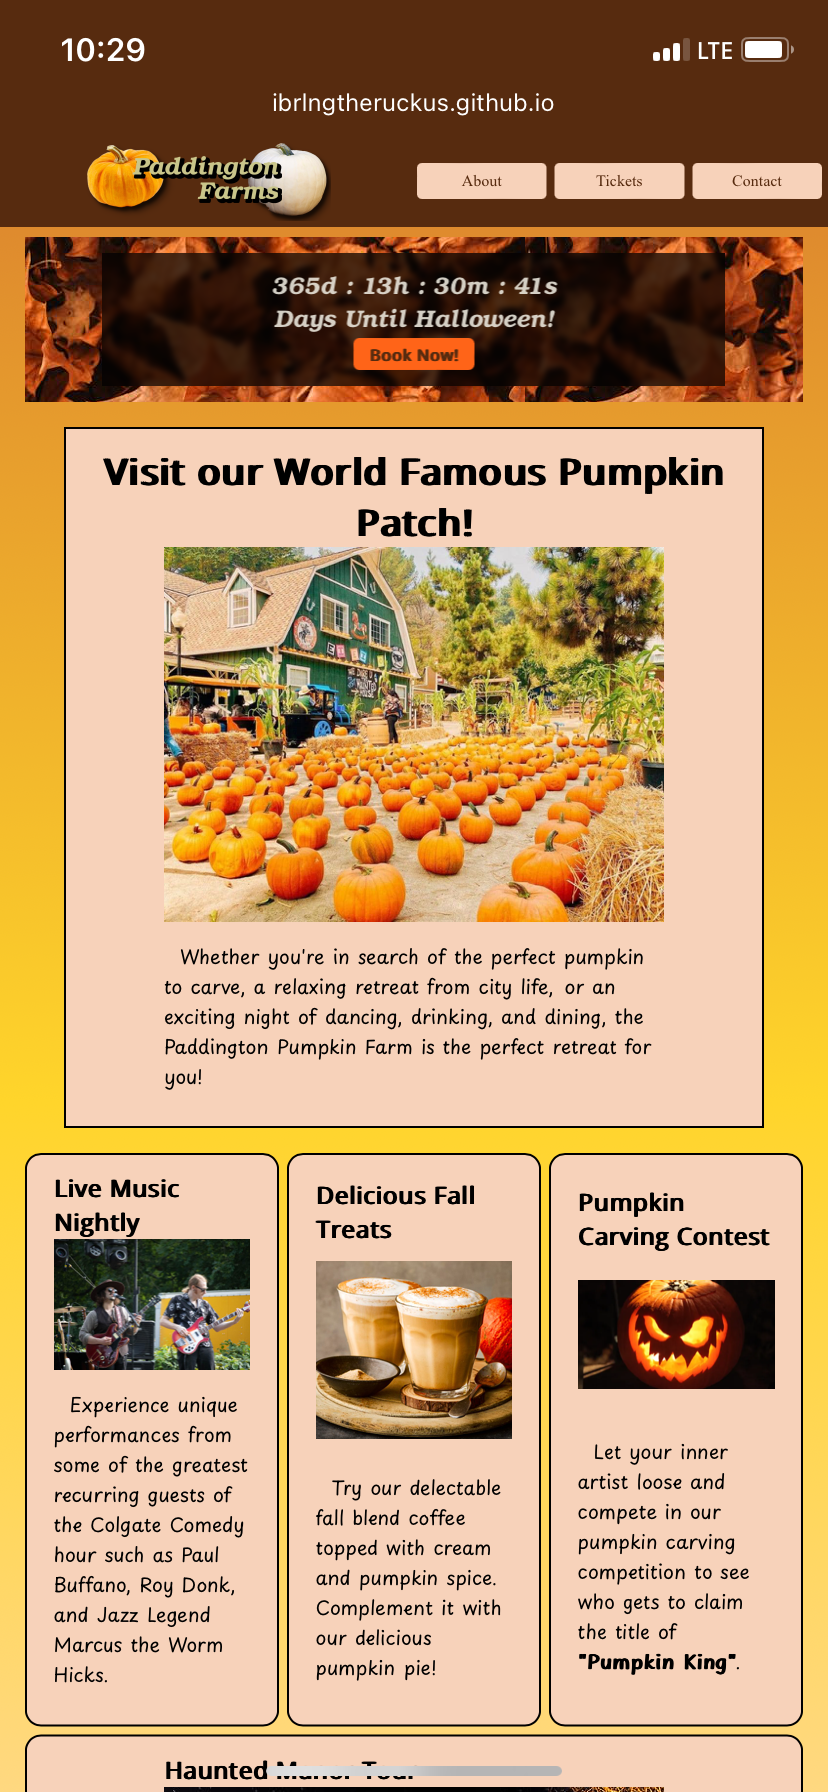 10:29
LTE
ibrlngtheruckus.github.io
Paddington
Farms
About
Tickets
Contact
365d : 13h : 30m : 41s
Days Until Halloween!
Book Now!
Visit our World Famous Pumpkin
Patch!
Whether you're in search of the perfect pumpkin
to carve, a relaxing retreat from city life, or an
exciting night of dancing, drinking, and dining, the
Paddington Pumpkin Farm is the perfect retreat for
you!
Live Music
Nightly
Experience unique
performances from
some of the greatest
recurring guests of
the Colgate Comedy
hour such as Paul
Buffano, Roy Donk,
and Jazz Legend
Marcus the Worm
Hicks.
Delicious Fall
Treats
Try our delectable
fall blend coffee
topped with cream
and pumpkin spice.
Complement it with
our delicious
pumpkin pie!
Pumpkin
Carving Contest
Let your inner
artist loose and
compete in our
pumpkin carving
competition to see
who gets to claim
the title of
"Pumpkin King".
Haunted Manor Tour